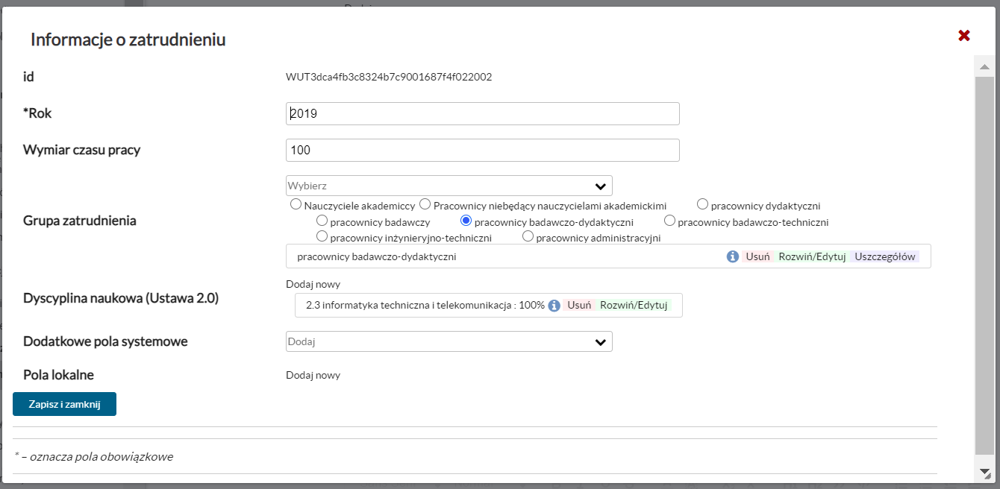 Informacje o zatrudnieniu
id WUT3dca4fb3c8324b7c9001687f4f022002
*Rok 2019
Wymiar czasu pracy 100
Wybierz
Nauczyciele akademiccy Pracownicy niebędący nauczycielami akademickimi pracownicy dydaktyczni
Grupa zatrudnienia pracownicy badawczy pracownicy badawczo-dydaktyczni pracownicy badawczo-techniczni
pracownicy inżynieryjno-techniczni pracownicy administracyjni
pracownicy badawczo-dydaktyczni Usuń Rozwiń/Edytuj Uszczegółów
Dodaj nowy
Dyscyplina naukowa (Ustawa 2.0)
2.3 informatyka techniczna i telekomunikacja : 100% Usuń Rozwiń/Edytuj
Dodatkowe pola systemowe Dodaj
Pola lokalne Dodaj nowy
Zapisz i zamknij
* – oznacza pola obowiązkowe